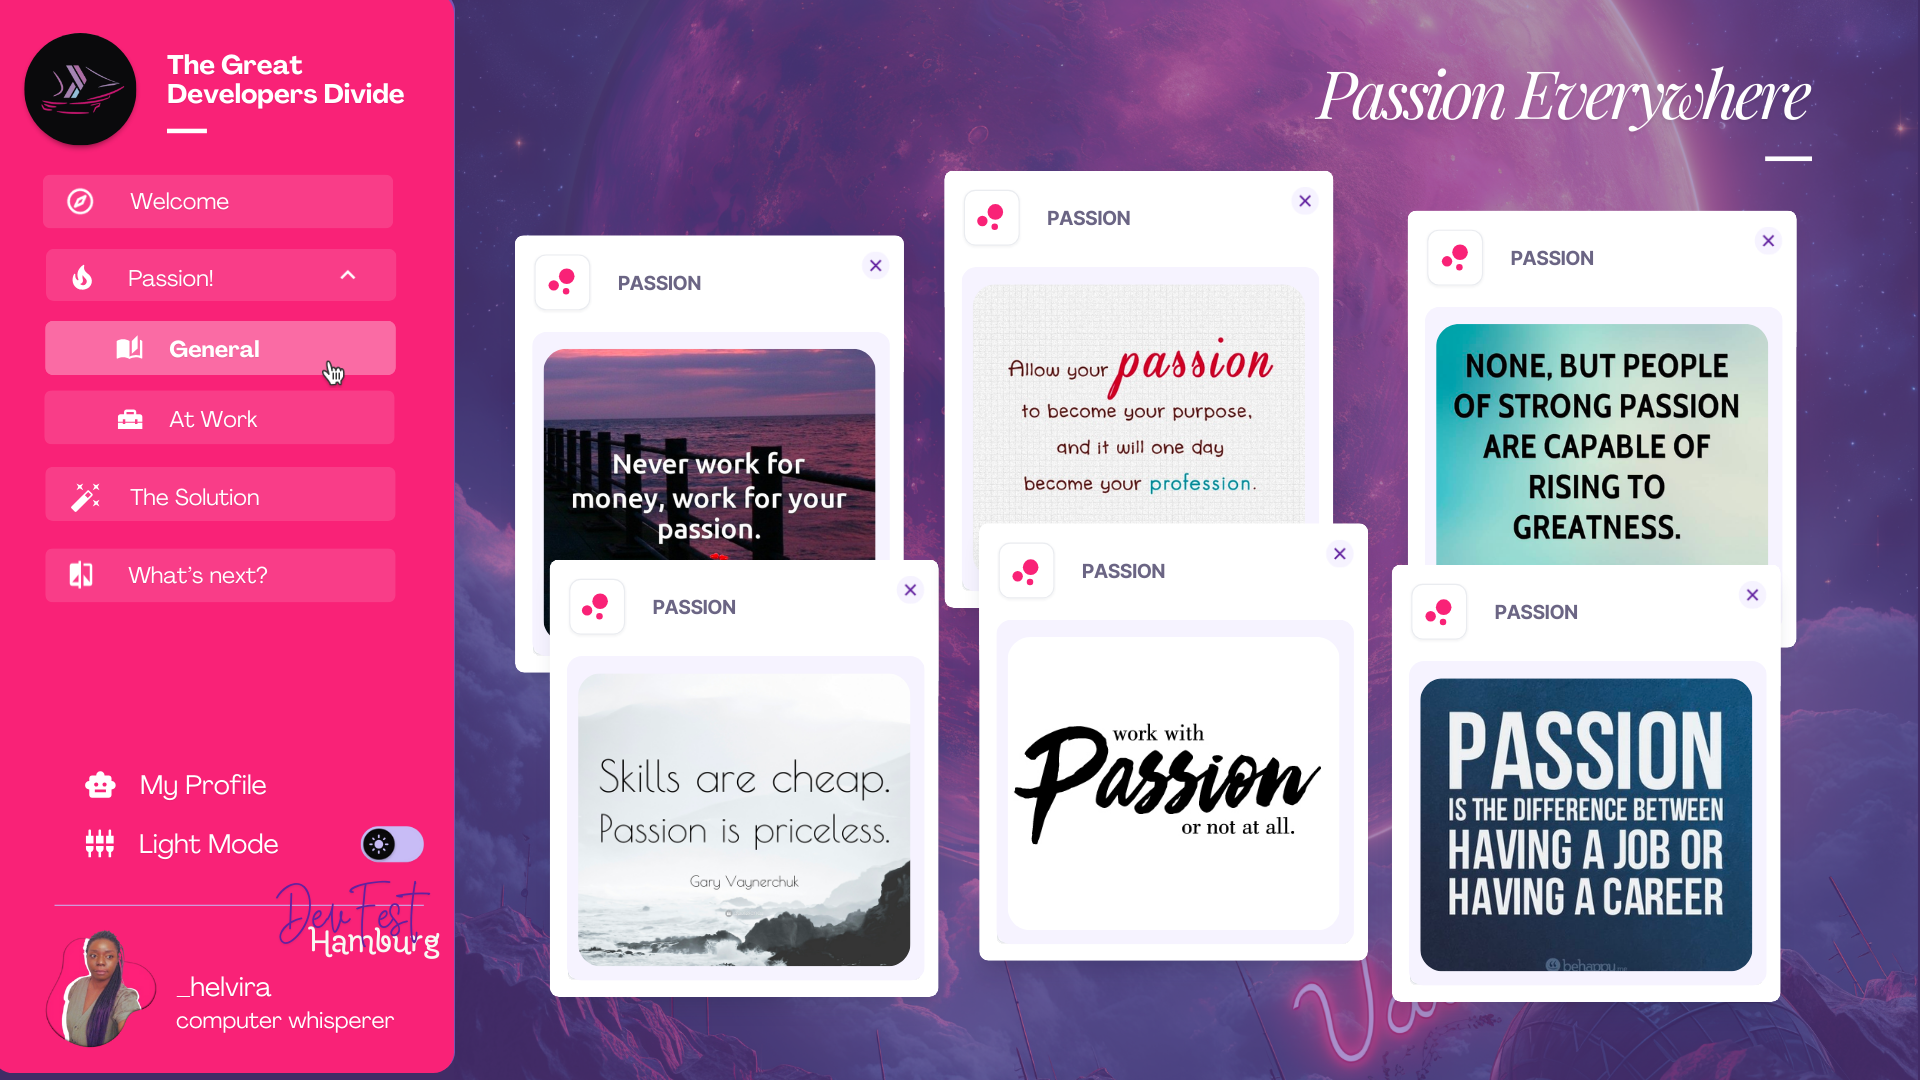 The Great
Developers Divide
Welcome
Passion!
General
At Work
The Solution
What's next?
My Profile
Light Mode
DevFest
Hamburg
_helvira
computer whisperer
Passion Everywhere
PASSION
Never work for
money, work for your
passion.
PASSION
Allow your passion
to become your purpose,
and it will one day
become your profession.
PASSION
NONE, BUT PEOPLE
OF STRONG PASSION
ARE CAPABLE OF
RISING TO
GREATNESS.
PASSION
Skills are cheap.
Passion is priceless.
Gary Vaynerchuk
PASSION
work with
Passion
or not at all.
PASSION
PASSION
IS THE DIFFERENCE BETWEEN
HAVING A JOB OR
HAVING A CAREER
behappy.me